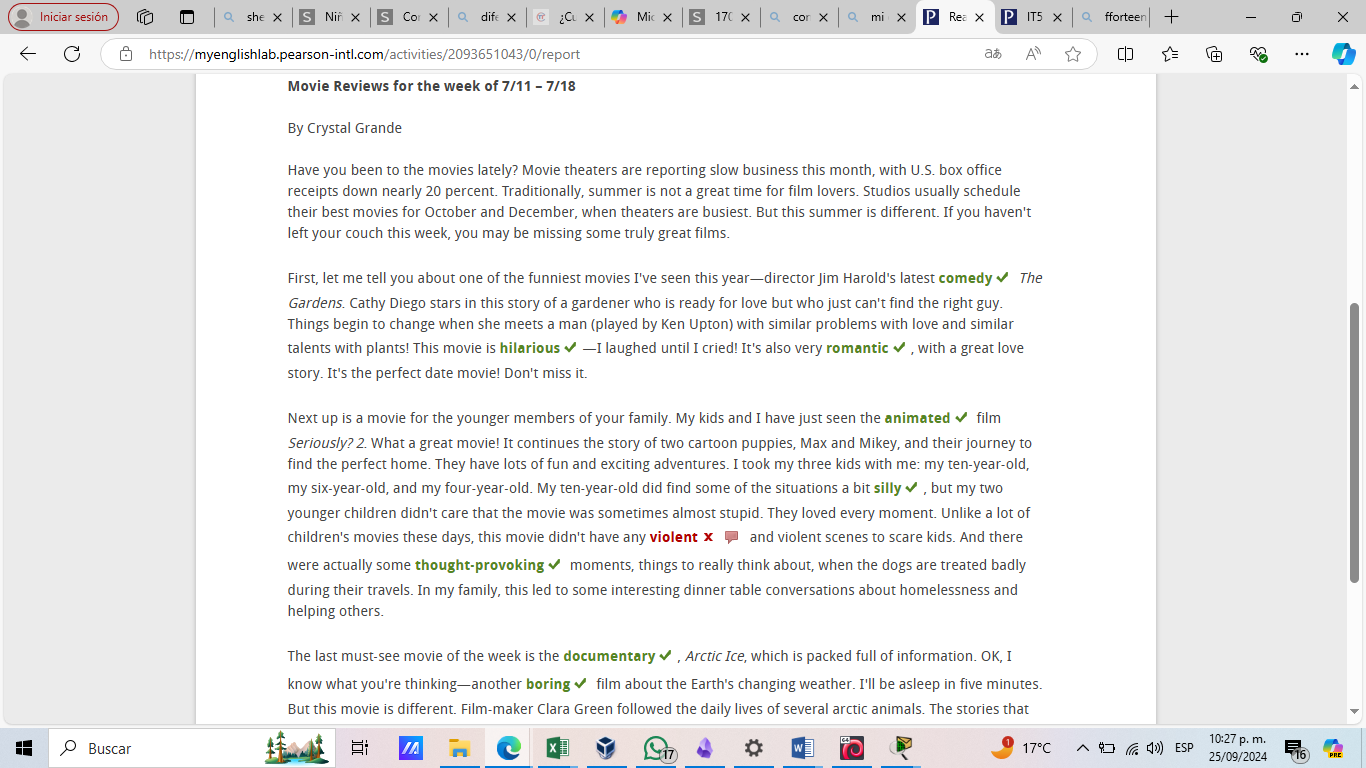 Iniciar sesión
she
Niñ
Cor
dife
¿Cu
Mic
170
cor
mi
Rea
IT5
fforteen
https://myenglishlab.pearson-intl.com/activities/2093651043/0/report
Movie Reviews for the week of 7/11 – 7/18
By Crystal Grande
Have you been to the movies lately? Movie theaters are reporting slow business this month, with U.S. box office
receipts down nearly 20 percent. Traditionally, summer is not a great time for film lovers. Studios usually schedule
their best movies for October and December, when theaters are busiest. But this summer is different. If you haven't
left your couch this week, you may be missing some truly great films.
First, let me tell you about one of the funniest movies I've seen this year—director Jim Harold's latest comedy The
Gardens. Cathy Diego stars in this story of a gardener who is ready for love but who just can't find the right guy.
Things begin to change when she meets a man (played by Ken Upton) with similar problems with love and similar
talents with plants! This movie is hilarious —I laughed until I cried! It's also very romantic , with a great love
story. It's the perfect date movie! Don't miss it.
Next up is a movie for the younger members of your family. My kids and I have just seen the animated film
Seriously? 2. What a great movie! It continues the story of two cartoon puppies, Max and Mikey, and their journey to
find the perfect home. They have lots of fun and exciting adventures. I took my three kids with me: my ten-year-old,
my six-year-old, and my four-year-old. My ten-year-old did find some of the situations a bit silly , but my two
younger children didn't care that the movie was sometimes almost stupid. They loved every moment. Unlike a lot of
children's movies these days, this movie didn't have any violent x and violent scenes to scare kids. And there
were actually some thought-provoking moments, things to really think about, when the dogs are treated badly
during their travels. In my family, this led to some interesting dinner table conversations about homelessness and
helping others.
The last must-see movie of the week is the documentary , Arctic Ice, which is packed full of information. OK, I
know what you're thinking—another boring film about the Earth's changing weather. I'll be asleep in five minutes.
But this movie is different. Film-maker Clara Green followed the daily lives of several arctic animals. The stories that
Buscar
17
1
17°C
ESP
10:27 p. m.
25/09/2024
16
PRE